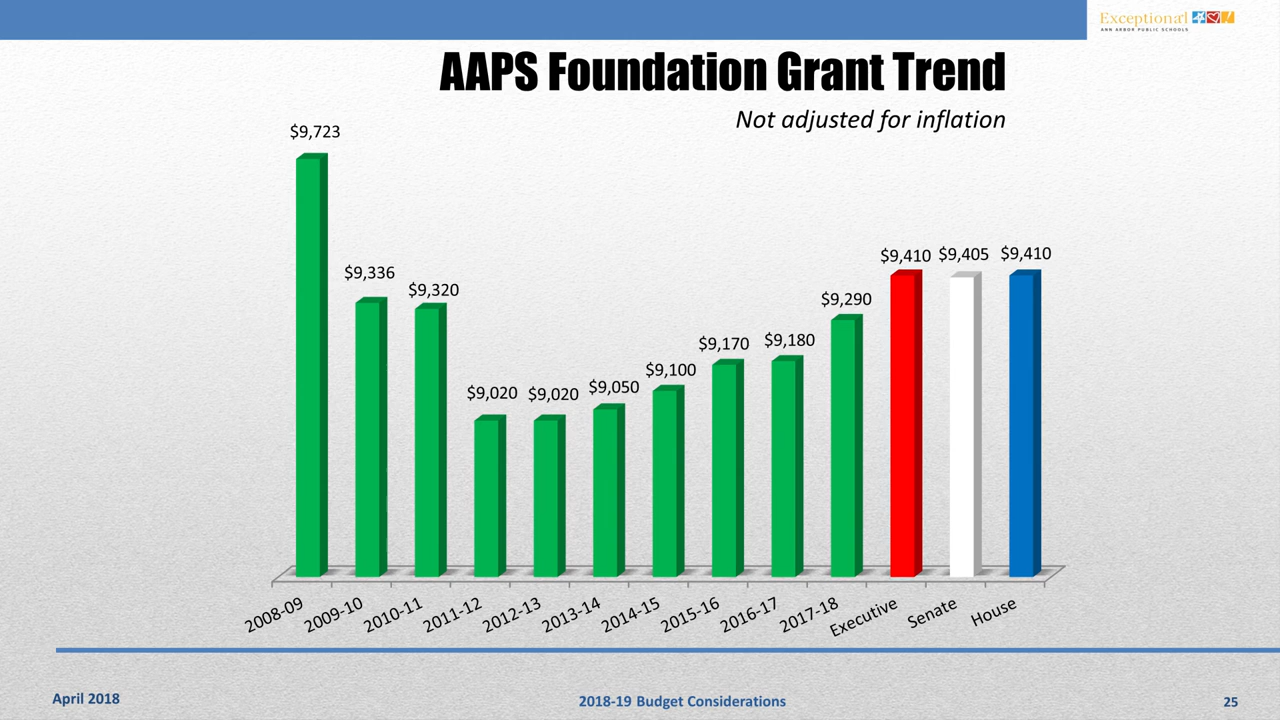 Exceptional
ANN ARBOR PUBLIC SCHOOLS
AAPS Foundation Grant Trend
Not adjusted for inflation
$9,723
$9,336
$9,320
$9,020
$9,020
$9,050
$9,100
$9,170
$9,180
$9,290
$9,410
$9,405
$9,410
2008-09
2009-10
2010-11
2011-12
2012-13
2013-14
2014-15
2015-16
2016-17
2017-18
Executive
Senate
House
April 2018
2018-19 Budget Considerations
25